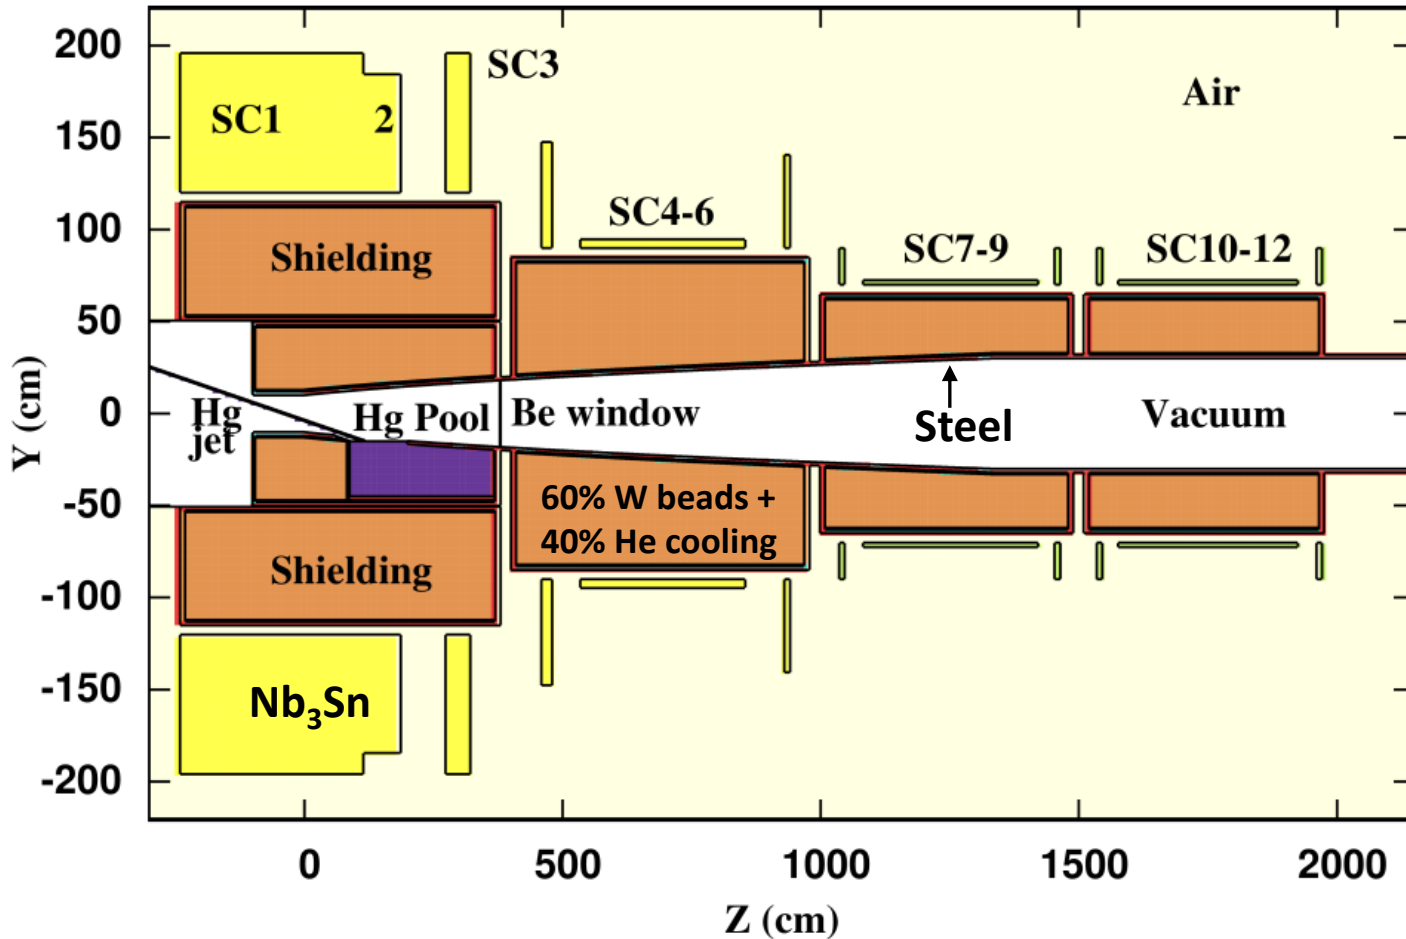 200
150
100
50
0
-50
-100
-150
-200
Y (cm)
SC1
2
SC3
Air
SC4-6
SC7-9
SC10-12
Shielding
Hg
jet
Hg Pool
Be window
Steel
Vacuum
60% W beads +
40% He cooling
Shielding
Nb₃Sn
0
500
1000
1500
2000
Z (cm)